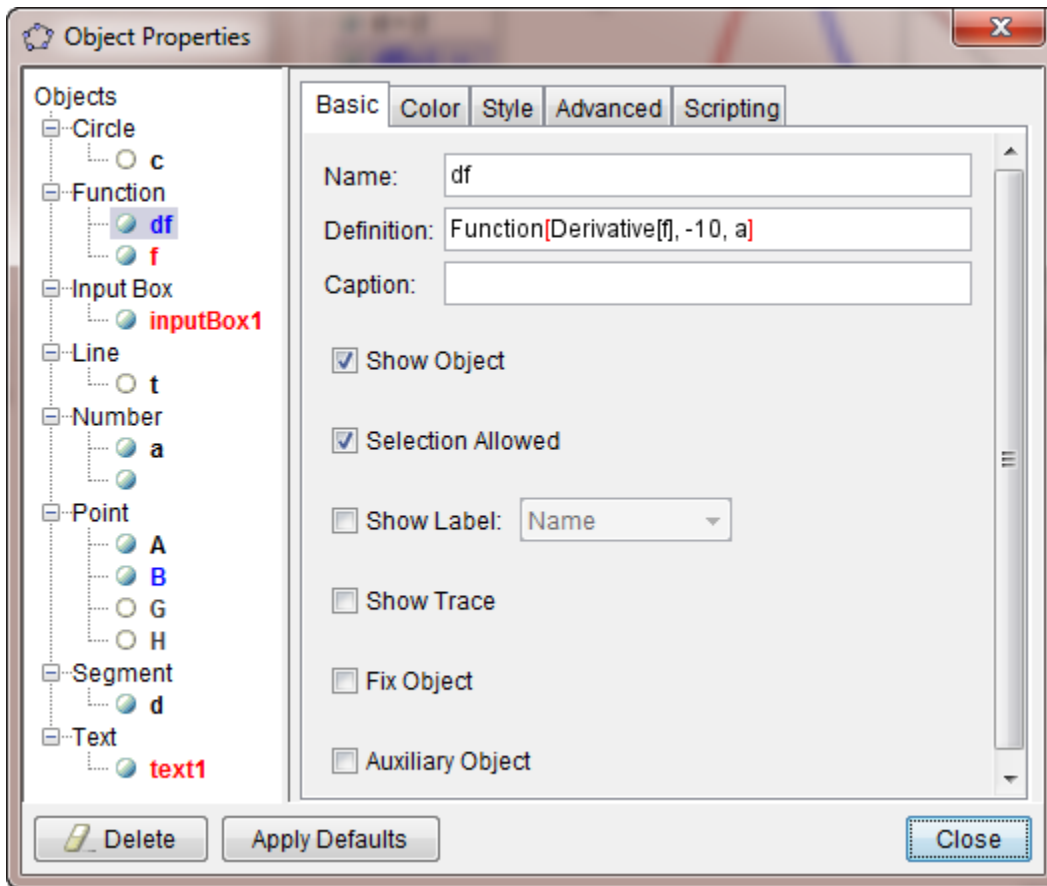 Object Properties
Objects
Circle
c
Function
df
f
Input Box
inputBox1
Line
t
Number
a
Point
A
B
G
H
Segment
d
Text
text1
Basic Color Style Advanced Scripting
Name: df
Definition: Function[Derivative[f], -10, a]
Caption:
Show Object
Selection Allowed
Show Label: Name
Show Trace
Fix Object
Auxiliary Object
Delete Apply Defaults Close